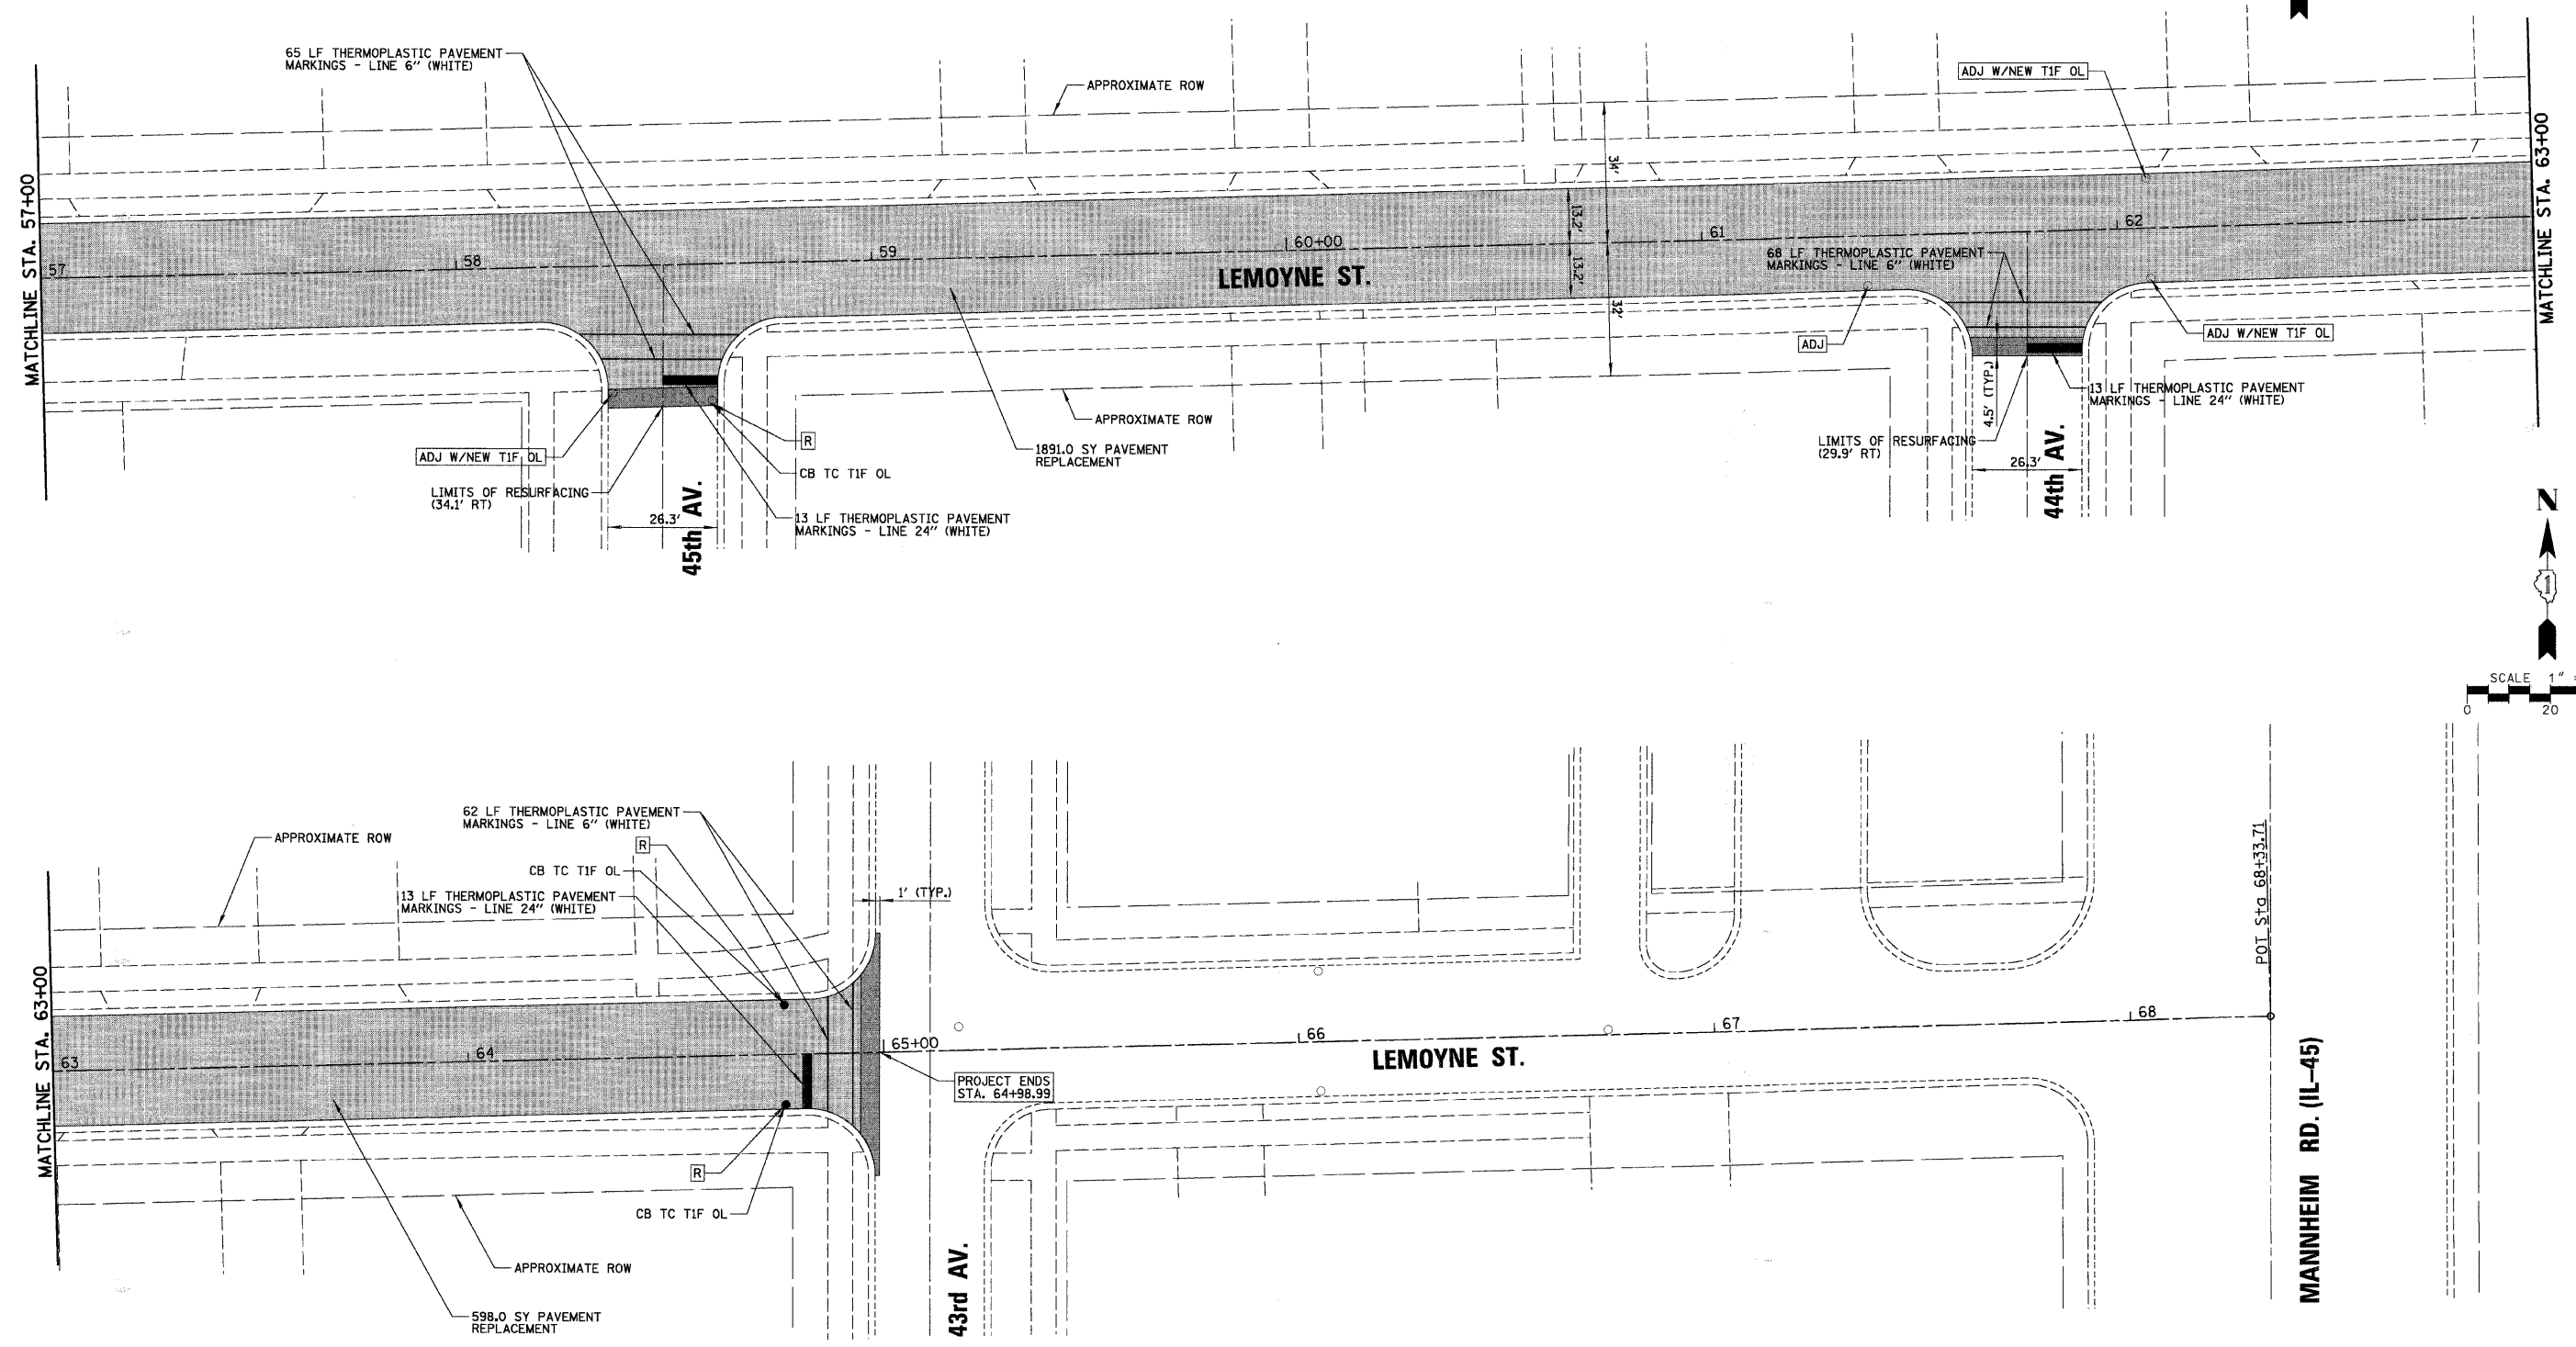 65 LF THERMOPLASTIC PAVEMENT
MARKINGS - LINE 6" (WHITE)
APPROXIMATE ROW
ADJ W/NEW T1F OL
MATCHLINE STA. 57+00
MATCHLINE STA. 63+00
34'
13.2'
13.2'
32'
57
58
59
60+00
61
62
LEMOYNE ST.
68 LF THERMOPLASTIC PAVEMENT
MARKINGS - LINE 6" (WHITE)
ADJ
ADJ W/NEW T1F OL
13 LF THERMOPLASTIC PAVEMENT
MARKINGS - LINE 24" (WHITE)
4.5' (TYP.)
LIMITS OF RESURFACING
(29.9' RT)
26.3'
44th AV.
APPROXIMATE ROW
1891.0 SY PAVEMENT
REPLACEMENT
R
CB TC T1F OL
ADJ W/NEW T1F OL
LIMITS OF RESURFACING
(34.1' RT)
26.3'
45th AV.
13 LF THERMOPLASTIC PAVEMENT
MARKINGS - LINE 24" (WHITE)
N
1
SCALE 1"
0 20
62 LF THERMOPLASTIC PAVEMENT
MARKINGS - LINE 6" (WHITE)
R
APPROXIMATE ROW
CB TC T1F OL
13 LF THERMOPLASTIC PAVEMENT
MARKINGS - LINE 24" (WHITE)
1' (TYP.)
MATCHLINE STA. 63+00
63
64
65+00
66
67
68
LEMOYNE ST.
PROJECT ENDS
STA. 64+98.99
POT Sta 68+33.71
MANNHEIM RD. (IL-45)
R
CB TC T1F OL
APPROXIMATE ROW
598.0 SY PAVEMENT
REPLACEMENT
43rd AV.